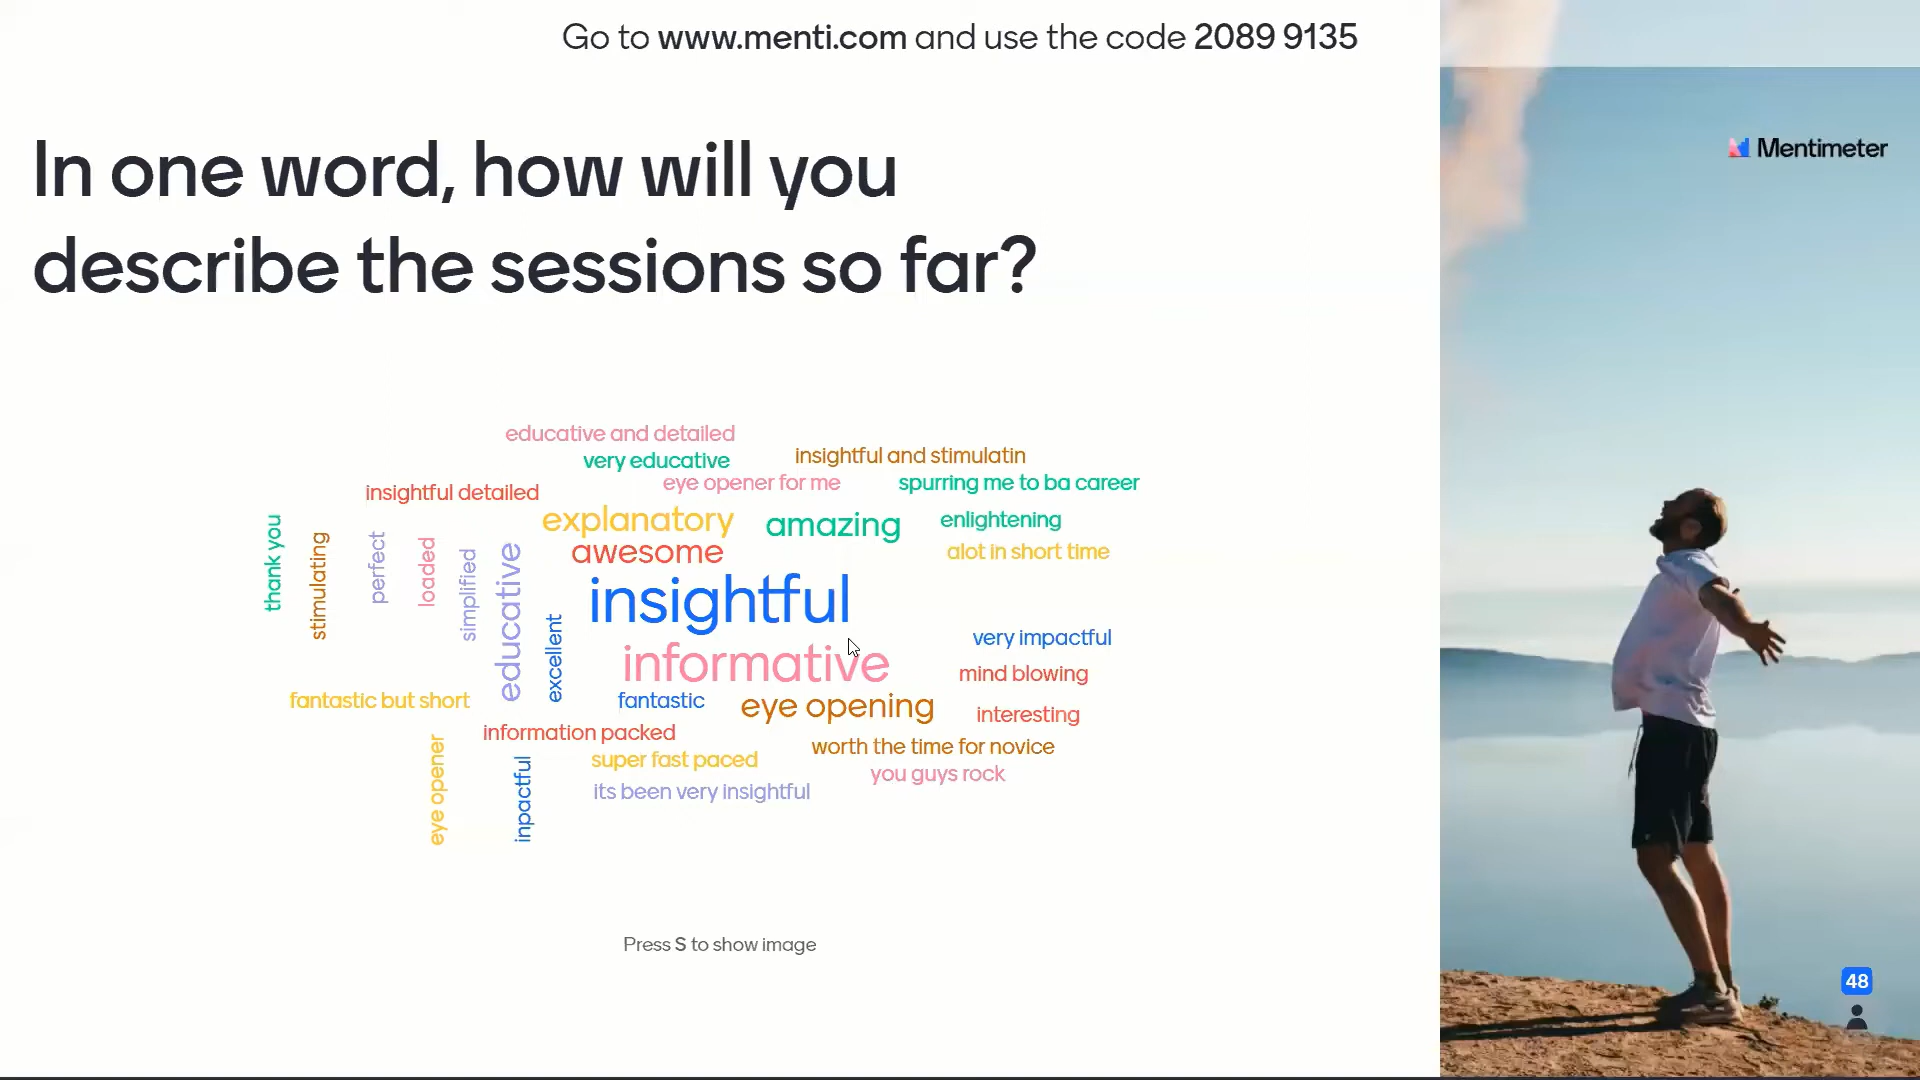 Go to www.menti.com and use the code 2089 9135
Mentimeter
In one word, how will you
describe the sessions so far?
educative and detailed
very educative
insightful and stimulatin
eye opener for me
spurring me to ba career
insightful detailed
explanatory
amazing
enlightening
awesome
alot in short time
thank you
stimulating
perfect
loaded
simplified
educative
excellent
insightful
informative
very impactful
mind blowing
fantastic but short
fantastic
eye opening
interesting
information packed
worth the time for novice
super fast paced
you guys rock
its been very insightful
eye opener
inpactful
Press S to show image
48